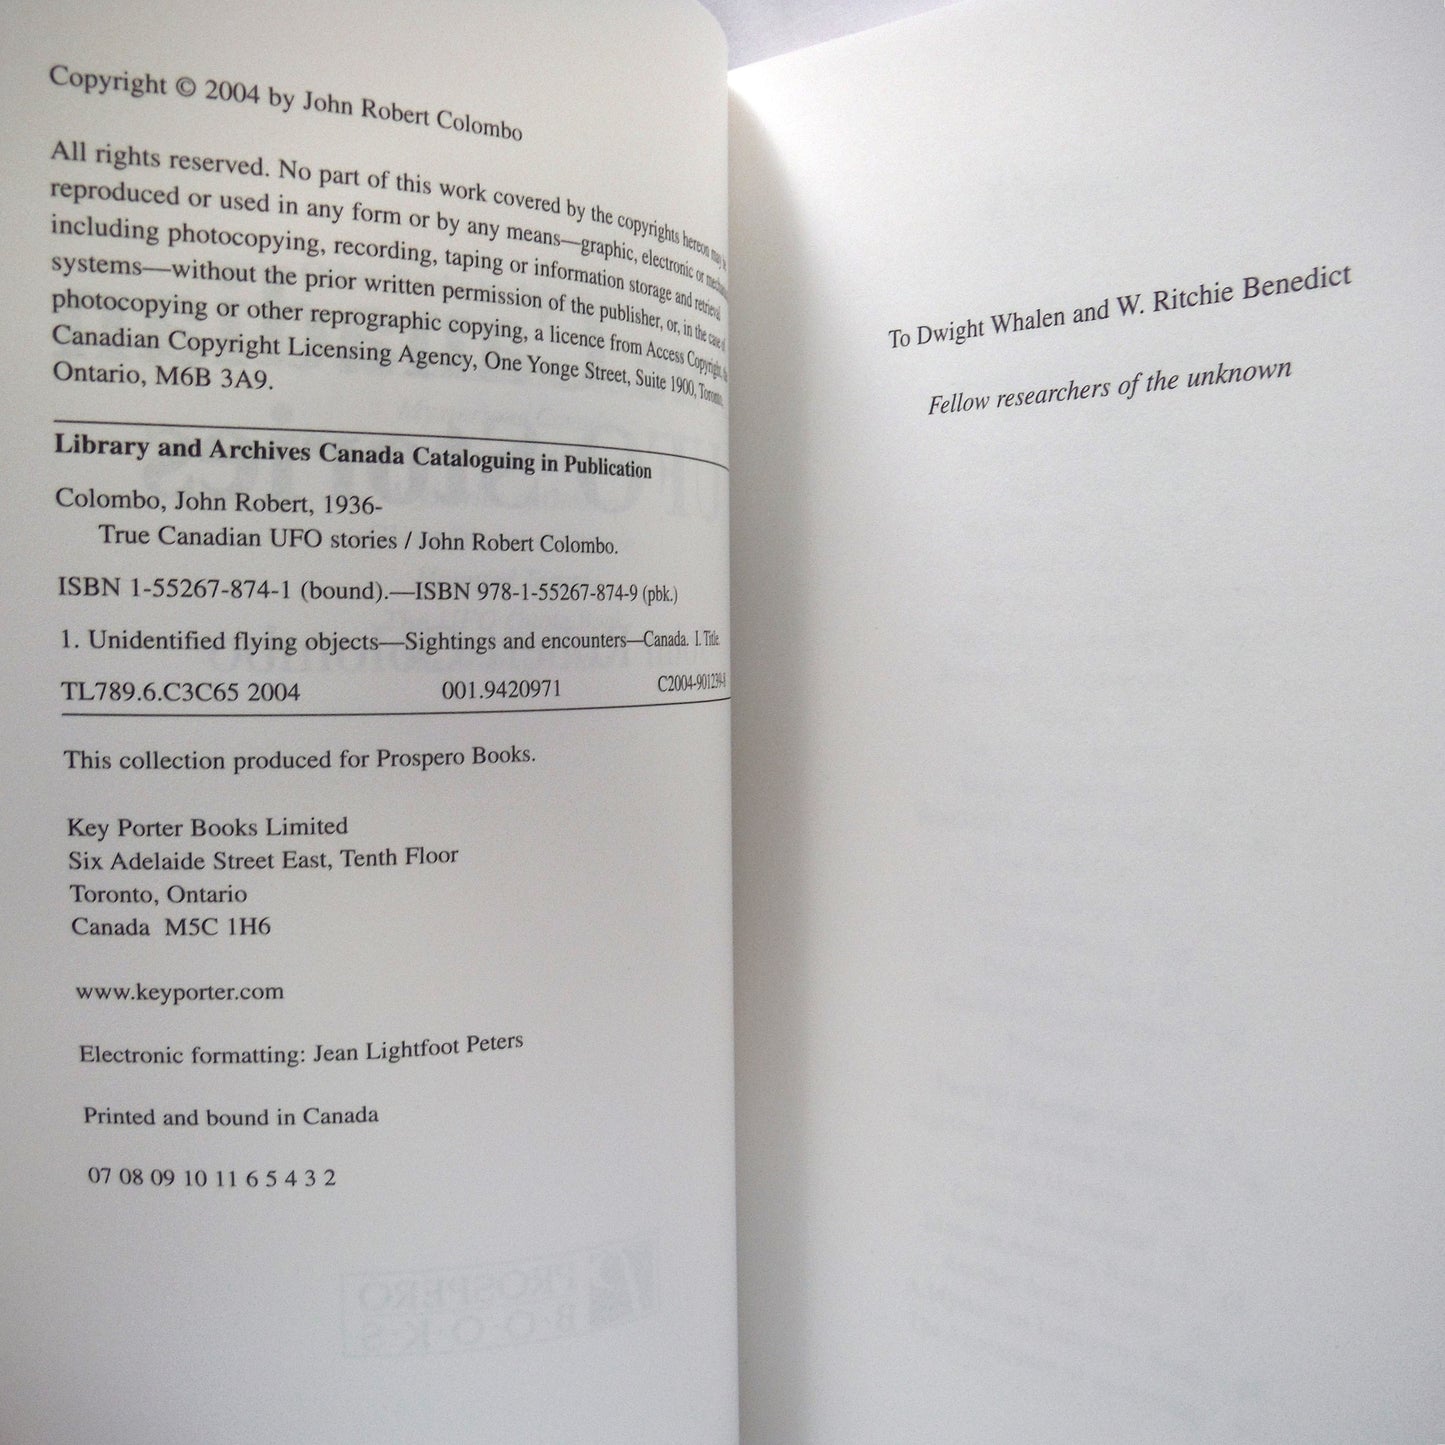 Copyright © 2004 by John Robert Colombo
All rights reserved. No part of this work covered by the copyrights hereon may be
reproduced or used in any form or by any means—graphic, electronic or
including photocopying, recording, taping or information storage and retrieval
systems—without the prior written permission of the publisher, or, in the case of
photocopying or other reprographic copying, a licence from Access Copyright,
Canadian Copyright Licensing Agency, One Yonge Street, Suite 1900, Toronto,
Ontario, M6B 3A9.
Library and Archives Canada Cataloguing in Publication
Colombo, John Robert, 1936-
True Canadian UFO stories / John Robert Colombo.
ISBN 1-55267-874-1 (bound).—ISBN 978-1-55267-874-9 (pbk.)
1. Unidentified flying objects—Sightings and encounters—Canada. I. Title.
TL789.6.C3C65 2004 001.9420971 C2004-901239-8
This collection produced for Prospero Books.
Key Porter Books Limited
Six Adelaide Street East, Tenth Floor
Toronto, Ontario
Canada M5C 1H6
www.keyporter.com
Electronic formatting: Jean Lightfoot Peters
Printed and bound in Canada
07 08 09 10 11 6 5 4 3 2
PROSPERO
B·O·O·K·S
To Dwight Whalen and W. Ritchie Benedict
Fellow researchers of the unknown